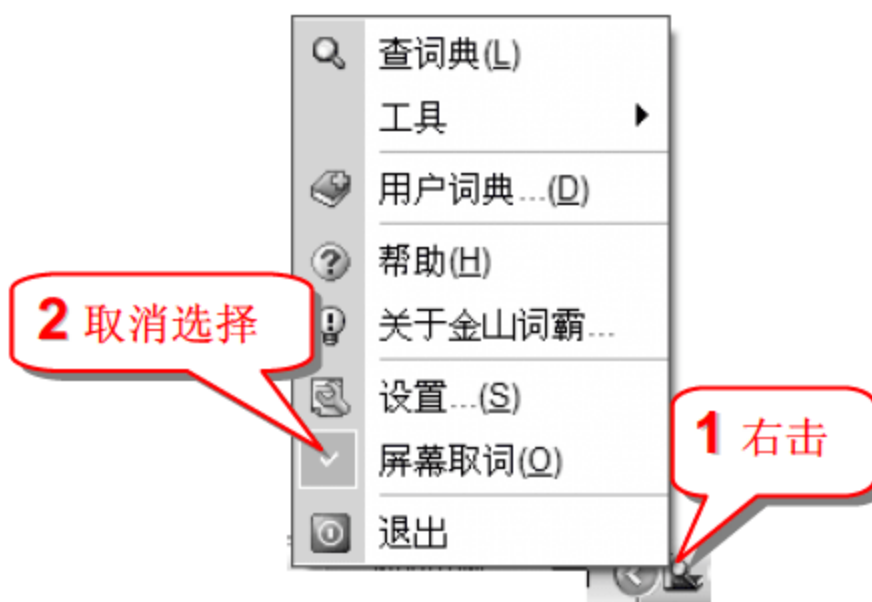 查词典(L)
工具
用户词典...(D)
帮助(H)
2 取消选择
关于金山词霸...
设置...(S)
1 右击
屏幕取词(O)
退出